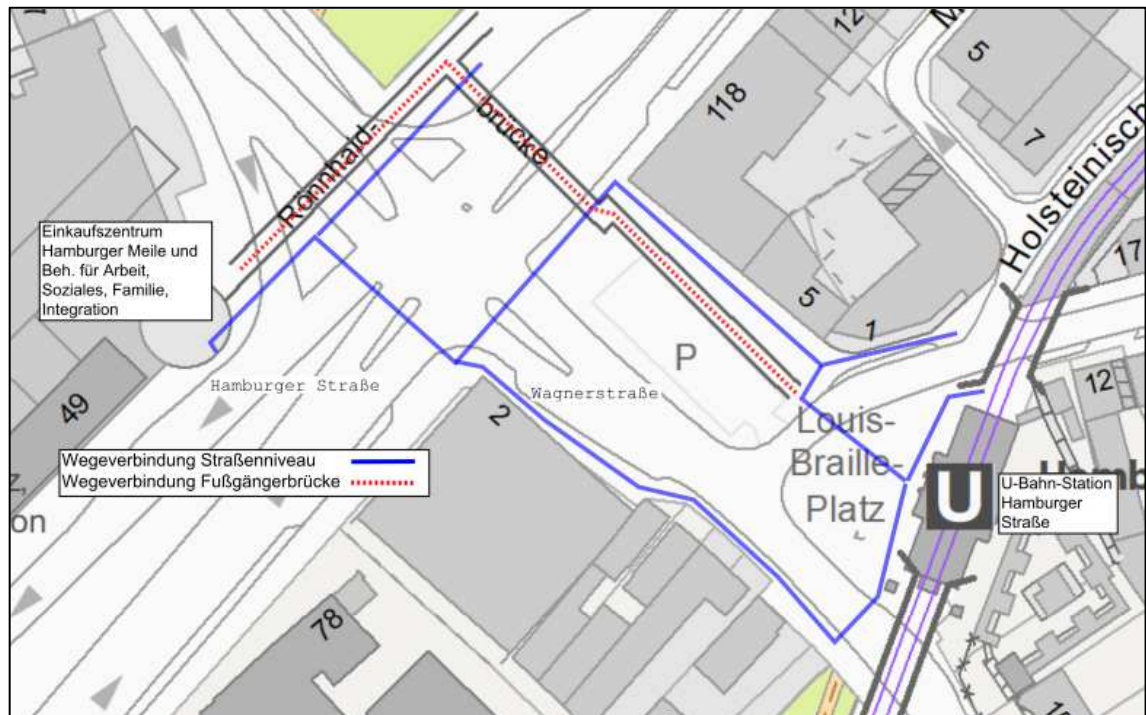 M
12
5
118
7
Holsteinisch
Rönnhaid-
brücke
17
Einkaufszentrum
Hamburger Meile und
Beh. für Arbeit,
Soziales, Familie,
Integration
5
1
P
12
Hamburger Straße
Wagnerstraße
49
2
Louis-
Braille-
Platz
Wegeverbindung Straßenniveau
Wegeverbindung Fußgängerbrücke
z,
on
U
Hamb
U-Bahn-Station
Hamburger
Straße
78